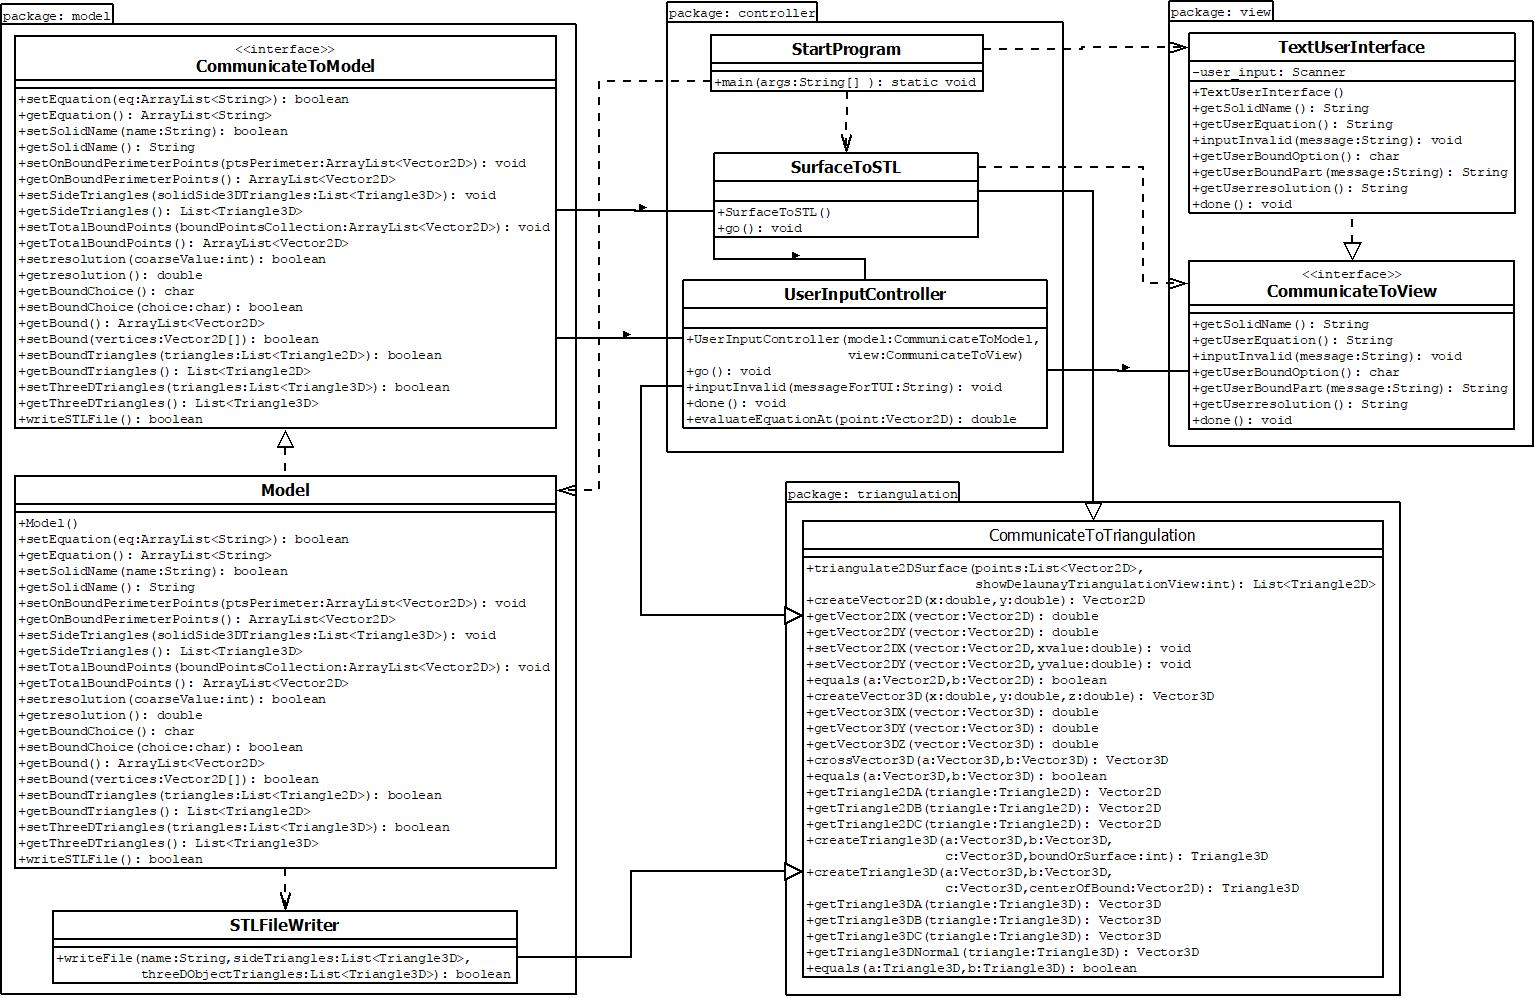 package: model
<<interface>>
CommunicateToModel
+setEquation(eq:ArrayList<String>): boolean
+getEquation(): ArrayList<String>
+setSolidName(name:String): boolean
+getSolidName(): String
+setOnBoundPerimeterPoints(ptsPerimeter:ArrayList<Vector2D>): void
+getOnBoundPerimeterPoints(): ArrayList<Vector2D>
+setSideTriangles(solidSide3DTriangles:List<Triangle3D>): void
+getSideTriangles(): List<Triangle3D>
+setTotalBoundPoints(boundPointsCollection:ArrayList<Vector2D>): void
+getTotalBoundPoints(): ArrayList<Vector2D>
+setresolution(coarseValue:int): boolean
+getresolution(): double
+getBoundChoice(): char
+setBoundChoice(choice:char): boolean
+getBound(): ArrayList<Vector2D>
+setBound(vertices:Vector2D[]): boolean
+setBoundTriangles(triangles:List<Triangle2D>): boolean
+getBoundTriangles(): List<Triangle2D>
+setThreeDTriangles(triangles:List<Triangle3D>): boolean
+getThreeDTriangles(): List<Triangle3D>
+writeSTLFile(): boolean
Model
+Model()
+setEquation(eq:ArrayList<String>): boolean
+getEquation(): ArrayList<String>
+setSolidName(name:String): boolean
+getSolidName(): String
+setOnBoundPerimeterPoints(ptsPerimeter:ArrayList<Vector2D>): void
+getOnBoundPerimeterPoints(): ArrayList<Vector2D>
+setSideTriangles(solidSide3DTriangles:List<Triangle3D>): void
+getSideTriangles(): List<Triangle3D>
+setTotalBoundPoints(boundPointsCollection:ArrayList<Vector2D>): void
+getTotalBoundPoints(): ArrayList<Vector2D>
+setresolution(coarseValue:int): boolean
+getresolution(): double
+getBoundChoice(): char
+setBoundChoice(choice:char): boolean
+getBound(): ArrayList<Vector2D>
+setBound(vertices:Vector2D[]): boolean
+setBoundTriangles(triangles:List<Triangle2D>): boolean
+getBoundTriangles(): List<Triangle2D>
+setThreeDTriangles(triangles:List<Triangle3D>): boolean
+getThreeDTriangles(): List<Triangle3D>
+writeSTLFile(): boolean
STLFileWriter
+writeFile(name:String,sideTriangles:List<Triangle3D>,
threeDObjectTriangles:List<Triangle3D>): boolean
package: controller
StartProgram
+main(args:String[] ): static void
SurfaceToSTL
+SurfaceToSTL()
+go(): void
UserInputController
+UserInputController(model:CommunicateToModel,
view:CommunicateToView)
+go(): void
+inputInvalid(messageForTUI:String): void
+done(): void
+evaluateEquationAt(point:Vector2D): double
package: view
TextUserInterface
-user_input: Scanner
+TextUserInterface()
+getSolidName(): String
+getUserEquation(): String
+inputInvalid(message:String): void
+getUserBoundOption(): char
+getUserBoundPart(message:String): String
+getUserresolution(): String
+done(): void
<<interface>>
CommunicateToView
+getSolidName(): String
+getUserEquation(): String
+inputInvalid(message:String): void
+getUserBoundOption(): char
+getUserBoundPart(message:String): String
+getUserresolution(): String
+done(): void
package: triangulation
CommunicateToTriangulation
+triangulate2DSurface(points:List<Vector2D>,
showDelaunayTriangulationView:int): List<Triangle2D>
+createVector2D(x:double,y:double): Vector2D
+getVector2DX(vector:Vector2D): double
+getVector2DY(vector:Vector2D): double
+setVector2DX(vector:Vector2D,xvalue:double): void
+setVector2DY(vector:Vector2D,yvalue:double): void
+equals(a:Vector2D,b:Vector2D): boolean
+createVector3D(x:double,y:double,z:double): Vector3D
+getVector3DX(vector:Vector3D): double
+getVector3DY(vector:Vector3D): double
+getVector3DZ(vector:Vector3D): double
+crossVector3D(a:Vector3D,b:Vector3D): Vector3D
+equals(a:Vector3D,b:Vector3D): boolean
+getTriangle2DA(triangle:Triangle2D): Vector2D
+getTriangle2DB(triangle:Triangle2D): Vector2D
+getTriangle2DC(triangle:Triangle2D): Vector2D
+createTriangle3D(a:Vector3D,b:Vector3D,
c:Vector3D,boundOrSurface:int): Triangle3D
+createTriangle3D(a:Vector3D,b:Vector3D,
c:Vector3D,centerOfBound:Vector2D): Triangle3D
+getTriangle3DA(triangle:Triangle3D): Vector3D
+getTriangle3DB(triangle:Triangle3D): Vector3D
+getTriangle3DC(triangle:Triangle3D): Vector3D
+getTriangle3DNormal(triangle:Triangle3D): Vector3D
+equals(a:Triangle3D,b:Triangle3D): boolean